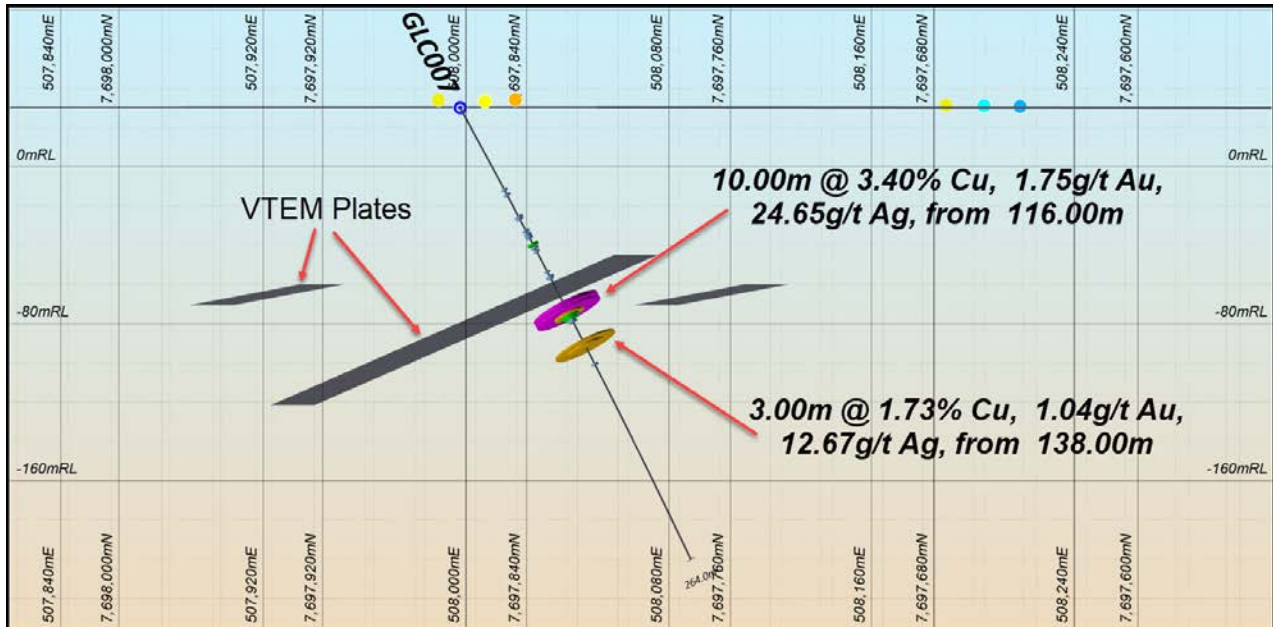 507,840mE
7,698,000mN
507,920mE
7,697,920mN
GLC007
508,000mE
7,697,840mN
508,080mE
7,697,760mN
508,160mE
7,697,680mN
508,240mE
7,697,600mN
0mRL
0mRL
VTEM Plates
10.00m @ 3.40% Cu, 1.75g/t Au,
24.65g/t Ag, from 116.00m
-80mRL
-80mRL
3.00m @ 1.73% Cu, 1.04g/t Au,
12.67g/t Ag, from 138.00m
-160mRL
-160mRL
507,840mE
7,698,000mN
507,920mE
7,697,920mN
508,000mE
7,697,840mN
264.0m
508,080mE
7,697,760mN
508,160mE
7,697,680mN
508,240mE
7,697,600mN